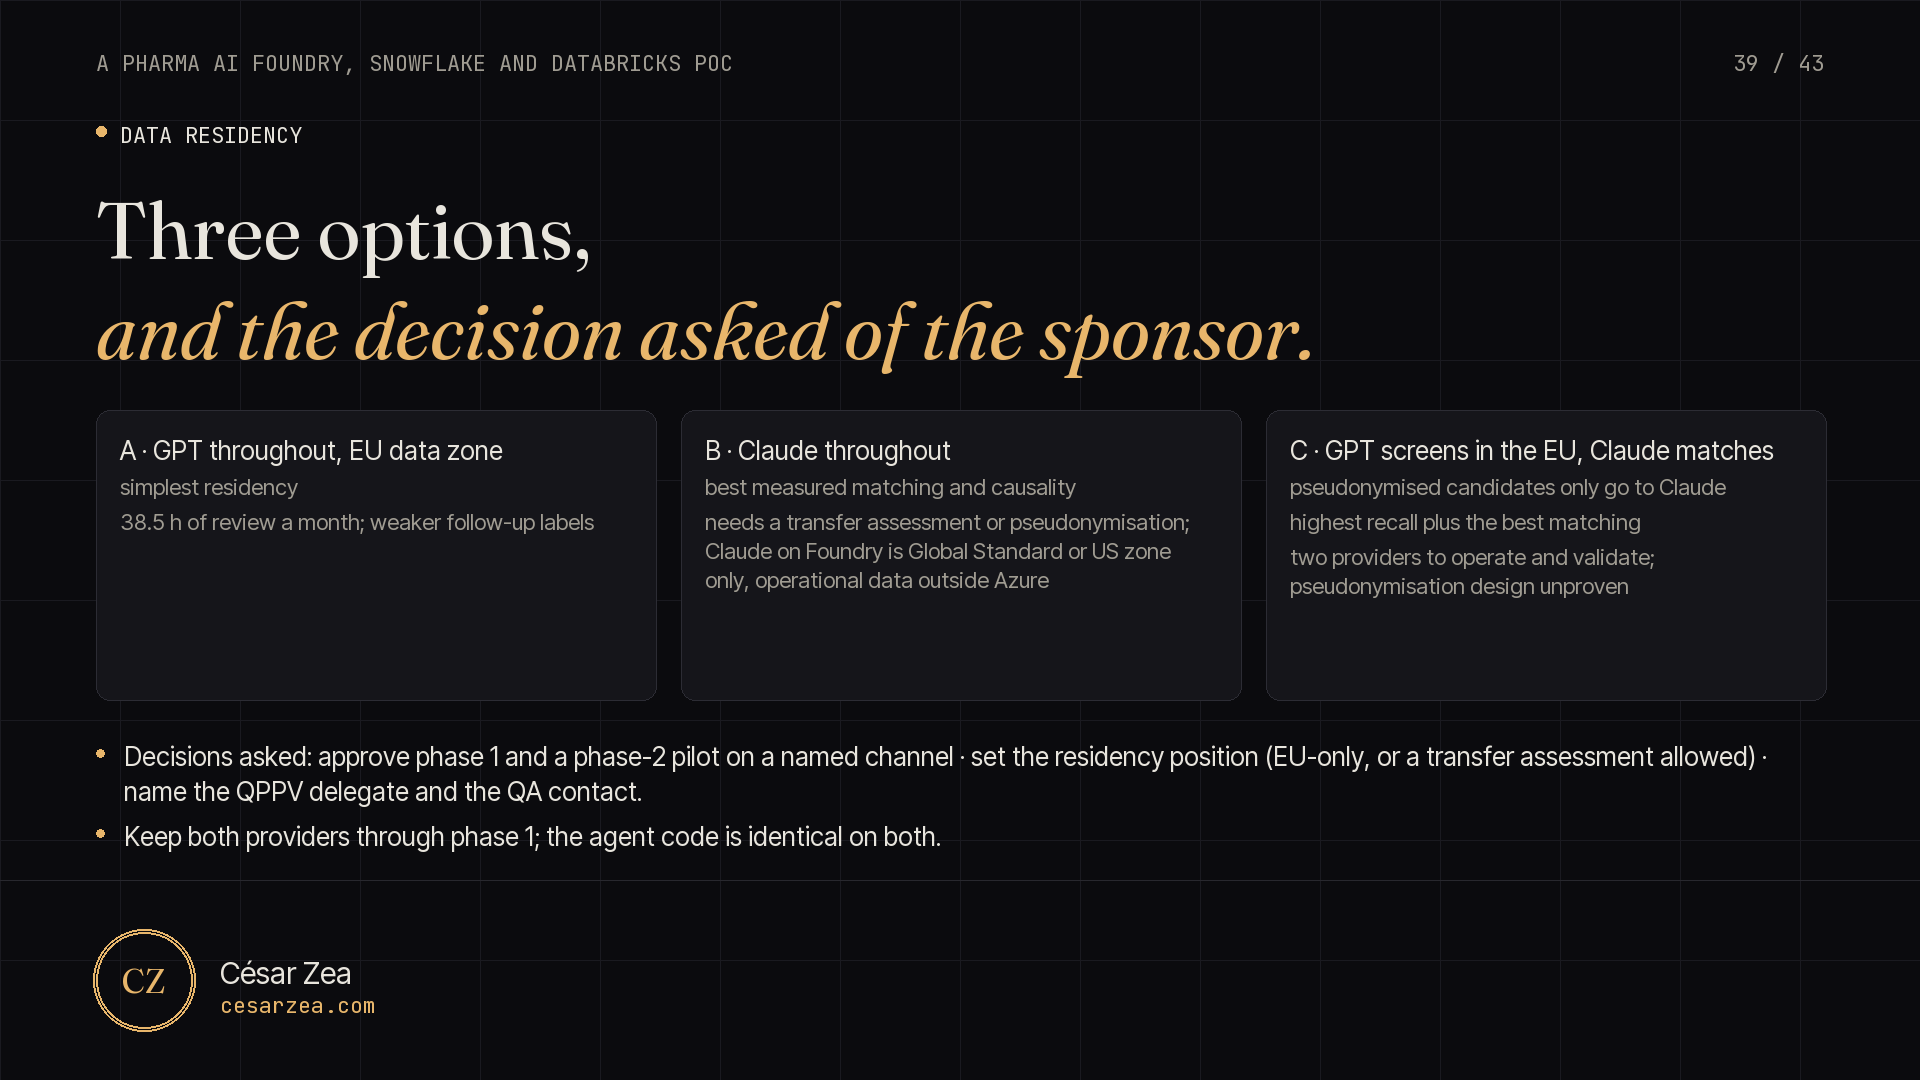 A PHARMA AI FOUNDRY, SNOWFLAKE AND DATABRICKS POC
39 / 43
DATA RESIDENCY
Three options,
and the decision asked of the sponsor.
A · GPT throughout, EU data zone
simplest residency
38.5 h of review a month; weaker follow-up labels
B · Claude throughout
best measured matching and causality
needs a transfer assessment or pseudonymisation;
Claude on Foundry is Global Standard or US zone
only, operational data outside Azure
C · GPT screens in the EU, Claude matches
pseudonymised candidates only go to Claude
highest recall plus the best matching
two providers to operate and validate;
pseudonymisation design unproven
Decisions asked: approve phase 1 and a phase-2 pilot on a named channel · set the residency position (EU-only, or a transfer assessment allowed) ·
name the QPPV delegate and the QA contact.
Keep both providers through phase 1; the agent code is identical on both.
CZ
César Zea
cesarzea.com